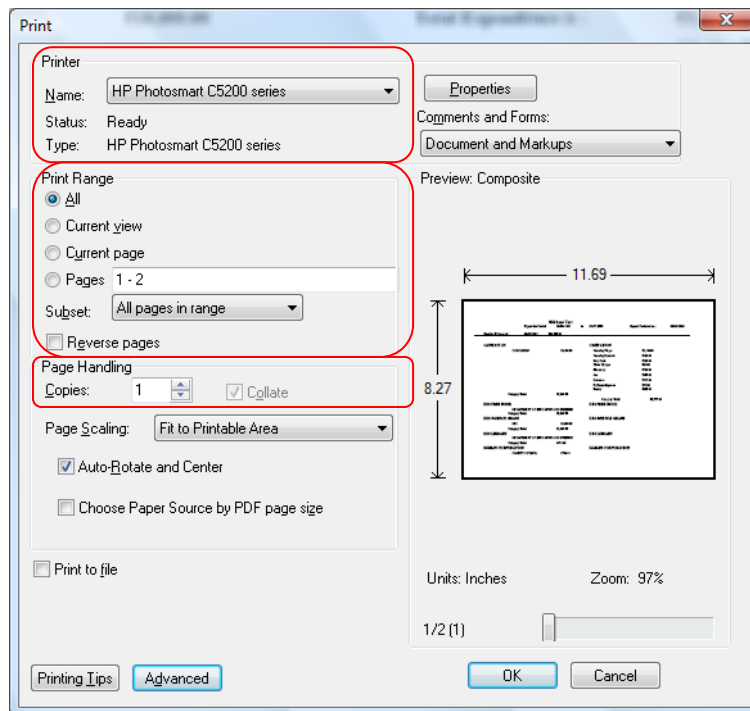 Print
Printer
Name: HP Photosmart C5200 series
Properties
Status: Ready
Comments and Forms:
Type: HP Photosmart C5200 series
Document and Markups
Print Range
Preview: Composite
All
Current view
Current page
Pages 1 - 2
Subset: All pages in range
Reverse pages
Page Handling
Copies: 1 Collate
Page Scaling: Fit to Printable Area
Auto-Rotate and Center
Choose Paper Source by PDF page size
Print to file
11.69
8.27
Units: Inches Zoom: 97%
1/2 (1)
Printing Tips Advanced OK Cancel